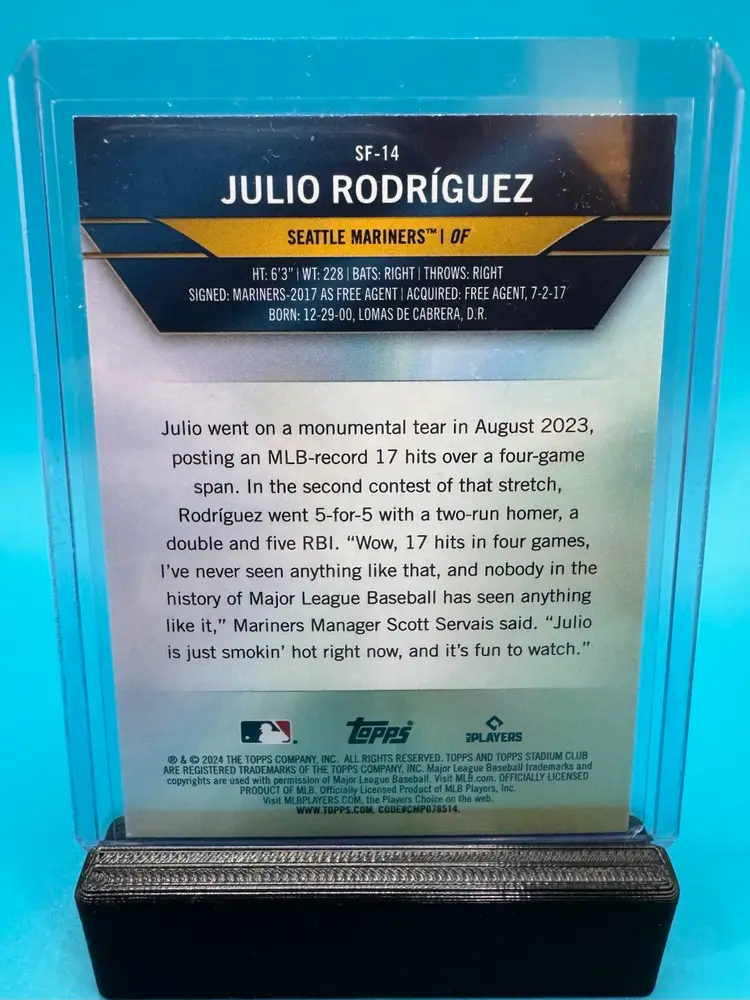 SF-14
JULIO RODRÍGUEZ
SEATTLE MARINERS™ | OF
HT: 6'3" | WT: 228 | BATS: RIGHT | THROWS: RIGHT
SIGNED: MARINERS-2017 AS FREE AGENT | ACQUIRED: FREE AGENT, 7-2-17
BORN: 12-29-00, LOMAS DE CABRERA, D.R.
Julio went on a monumental tear in August 2023,
posting an MLB-record 17 hits over a four-game
span. In the second contest of that stretch,
Rodríguez went 5-for-5 with a two-run homer, a
double and five RBI. “Wow, 17 hits in four games,
I’ve never seen anything like that, and nobody in the
history of Major League Baseball has seen anything
like it,” Mariners Manager Scott Servais said. “Julio
is just smokin’ hot right now, and it’s fun to watch.”
Topps
PLAYERS
® & © 2024 THE TOPPS COMPANY, INC. ALL RIGHTS RESERVED. TOPPS AND TOPPS STADIUM CLUB
ARE REGISTERED TRADEMARKS OF THE TOPPS COMPANY, INC. Major League Baseball trademarks and
copyrights are used with permission of Major League Baseball. Visit MLB.com. OFFICIALLY LICENSED
PRODUCT OF MLB. Officially Licensed Product of MLB Players, Inc.
Visit MLBPLAYERS.COM, the Players Choice on the web.
WWW.TOPPS.COM. CODE#CMP078514.